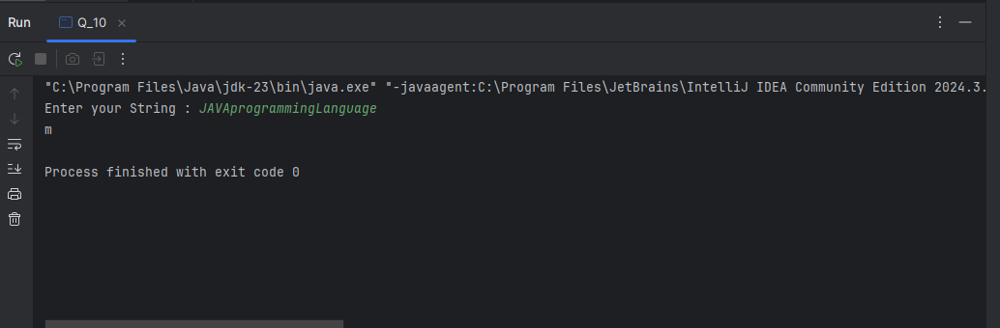 Run Q_10
"C:\Program Files\Java\jdk-23\bin\java.exe" "-javaagent:C:\Program Files\JetBrains\IntelliJ IDEA Community Edition 2024.3.
Enter your String : JAVAprogrammingLanguage
m
Process finished with exit code 0